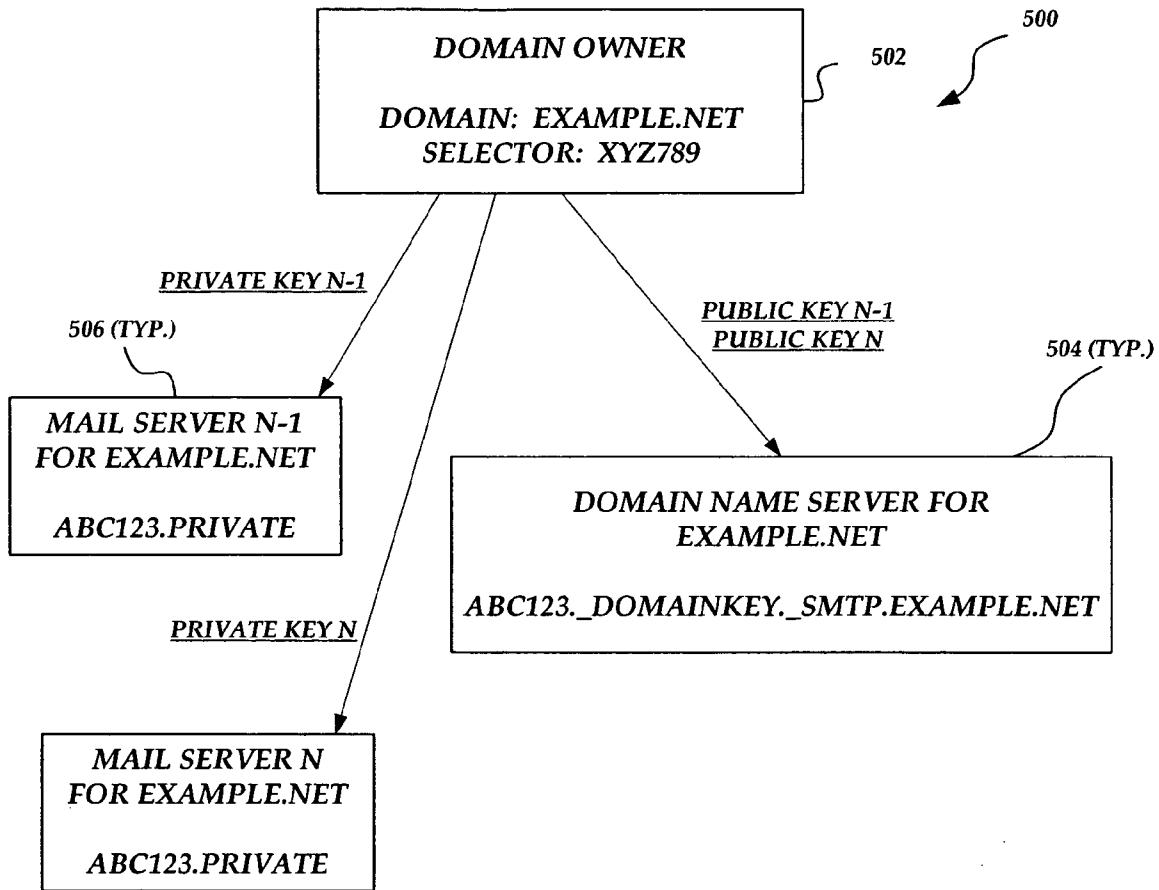 500
DOMAIN OWNER
502
DOMAIN: EXAMPLE.NET
SELECTOR: XYZ789
PRIVATE KEY N-1
PUBLIC KEY N-1
PUBLIC KEY N
506 (TYP.)
504 (TYP.)
MAIL SERVER N-1
FOR EXAMPLE.NET
ABC123.PRIVATE
DOMAIN NAME SERVER FOR
EXAMPLE.NET
ABC123._DOMAINKEY._SMTP.EXAMPLE.NET
PRIVATE KEY N
MAIL SERVER N
FOR EXAMPLE.NET
ABC123.PRIVATE